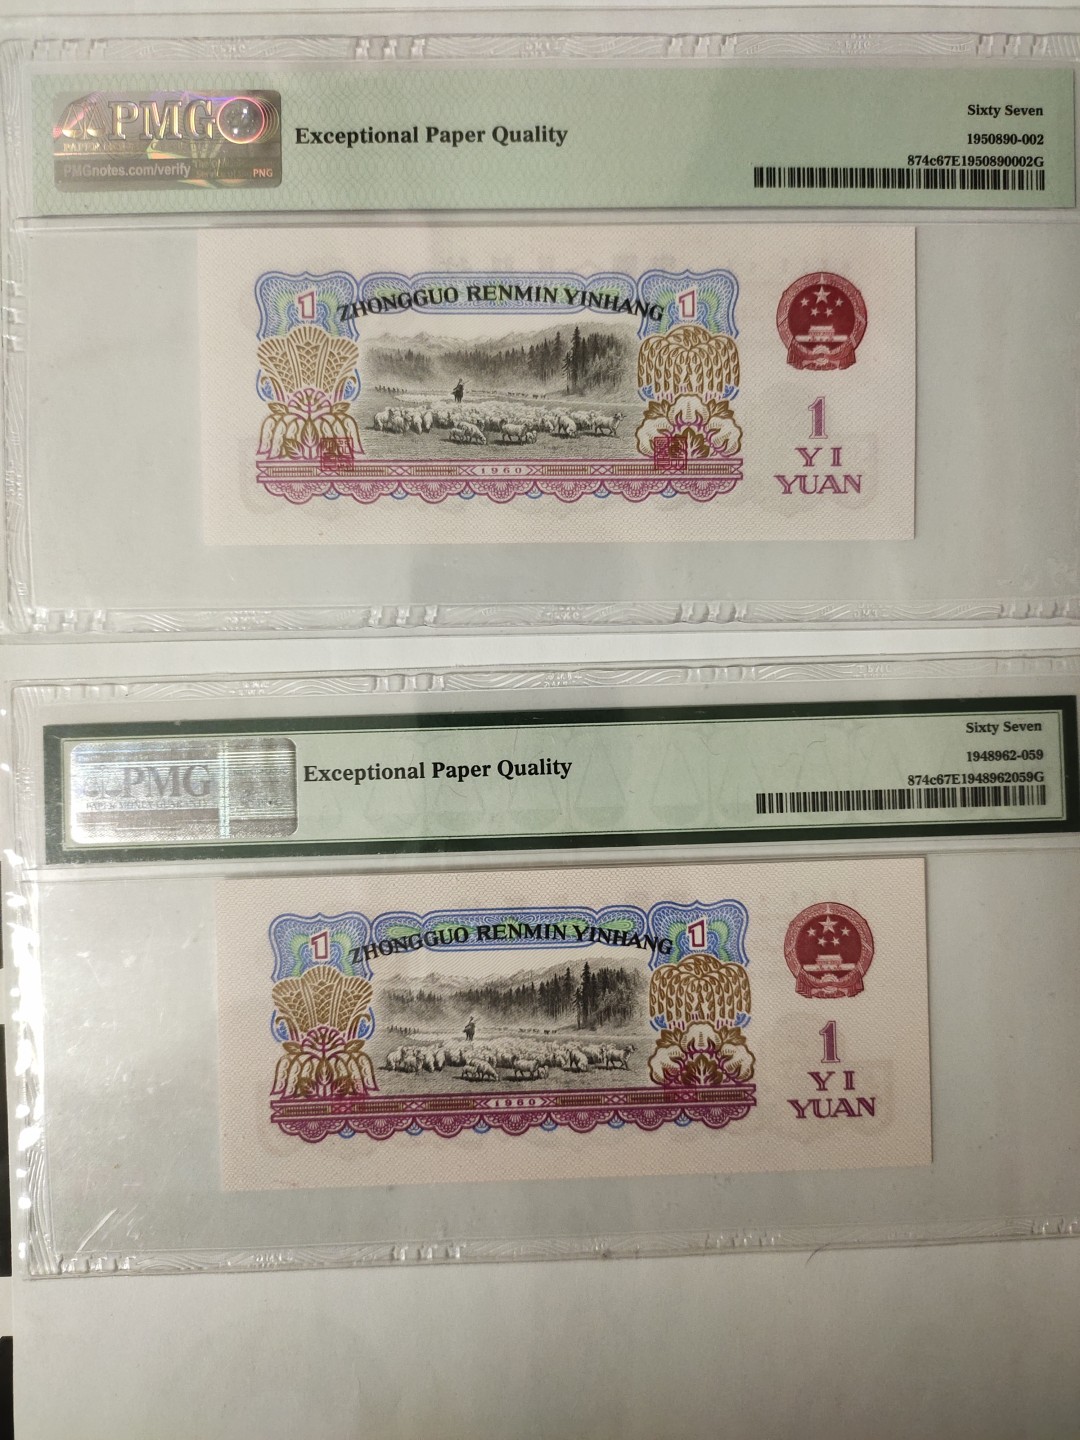 PMG
PMGnotes.com/verify
PNG
Exceptional Paper Quality
Sixty Seven
1950890-002
874c67E1950890002G
1
ZHONGGUO RENMIN YINHANG
1
1960
1
YI
YUAN
PMG
Exceptional Paper Quality
Sixty Seven
1948962-059
874c67E1948962059G
1
ZHONGGUO RENMIN YINHANG
1
1960
1
YI
YUAN